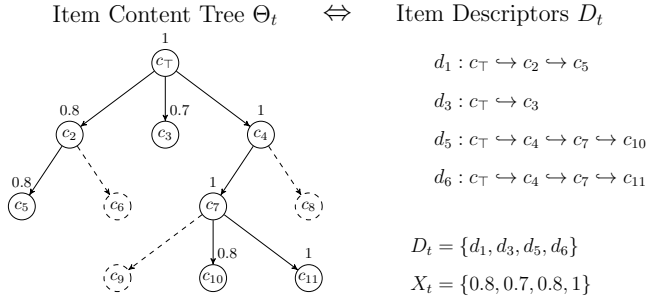 Item Content Tree Θ_t ⇔ Item Descriptors D_t
1
c_⊤
0.8 0.7 1
c_2 c_3 c_4
0.8 1
c_5 c_6 c_7 c_8
0.8 1
c_9 c_10 c_11
d_1 : c_⊤ ↪ c_2 ↪ c_5
d_3 : c_⊤ ↪ c_3
d_5 : c_⊤ ↪ c_4 ↪ c_7 ↪ c_10
d_6 : c_⊤ ↪ c_4 ↪ c_7 ↪ c_11
D_t = {d_1, d_3, d_5, d_6}
X_t = {0.8, 0.7, 0.8, 1}